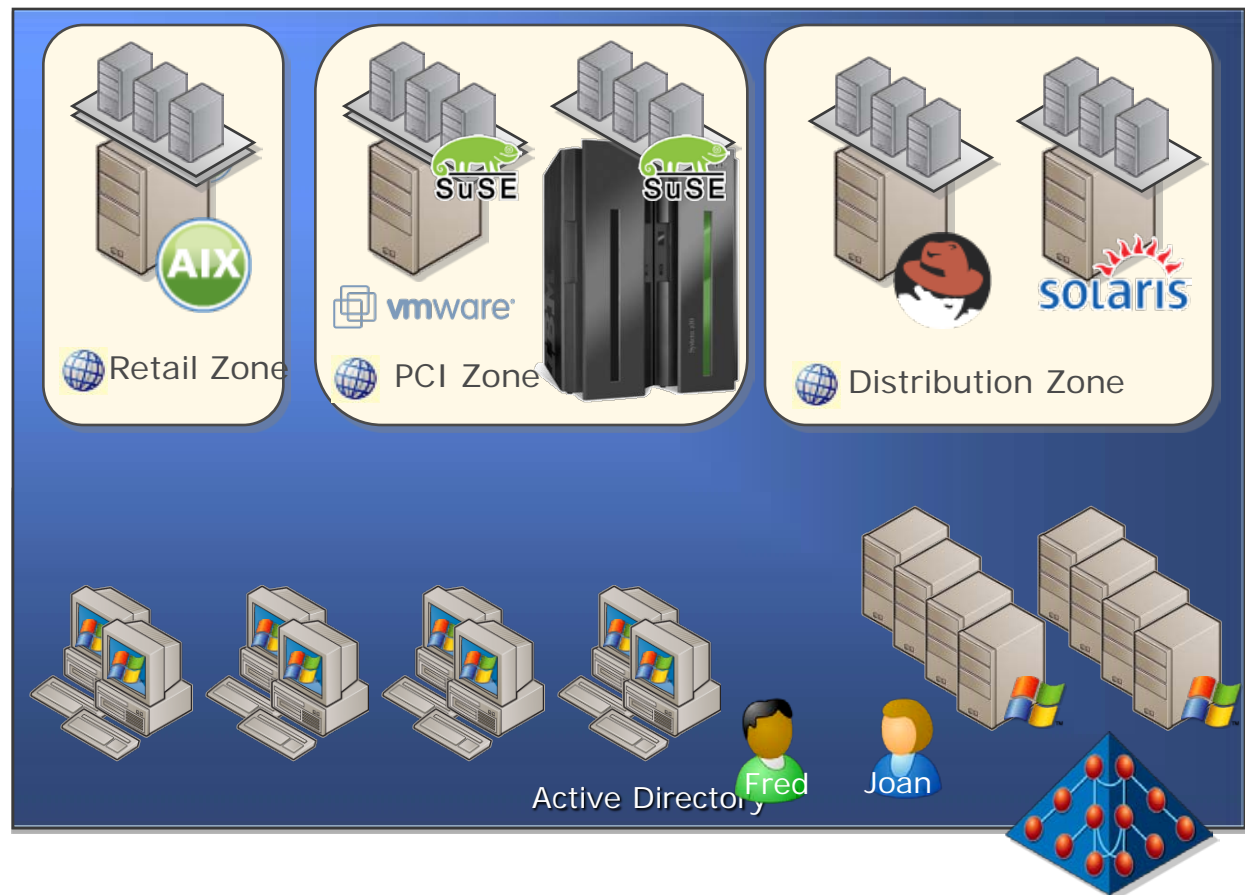 AIX
SuSE
SuSE
vmware
solaris
Retail Zone
PCI Zone
Distribution Zone
Active Directory
Fred
Joan